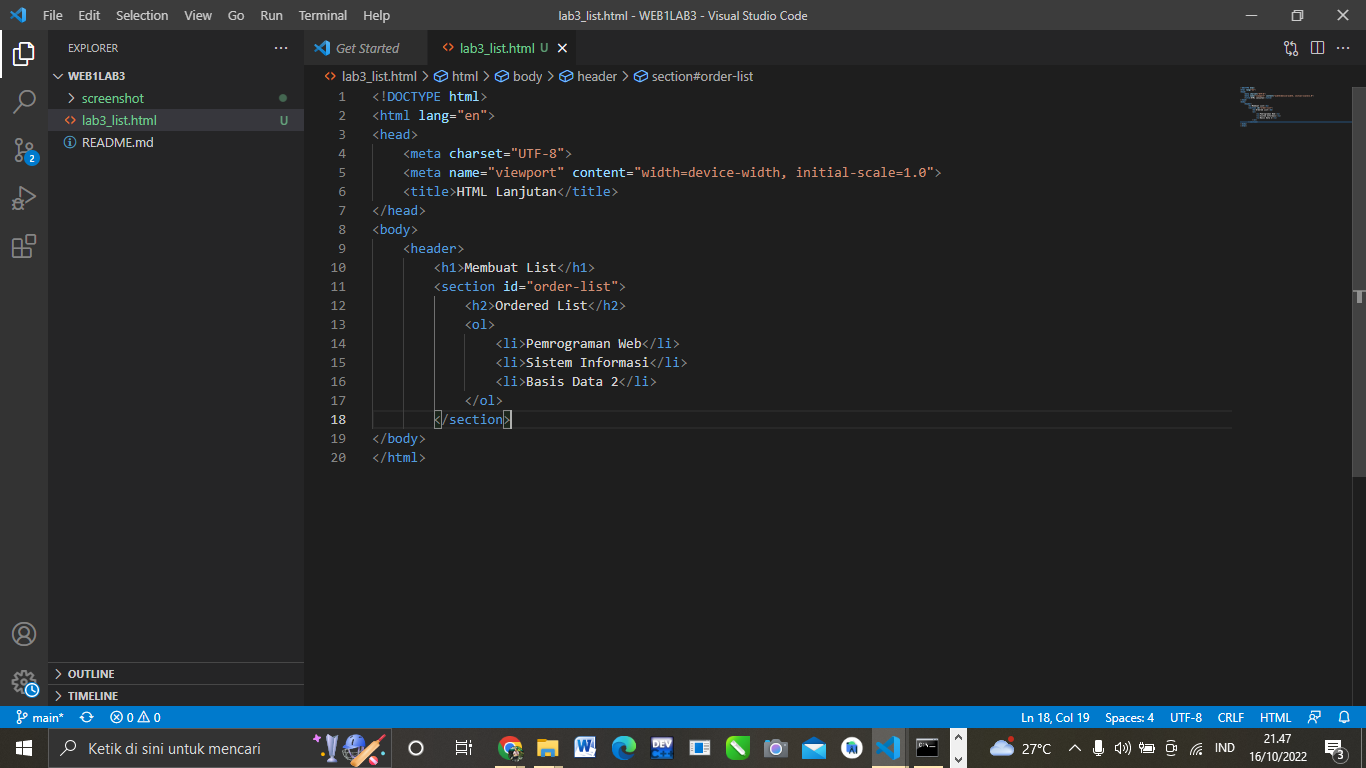 File Edit Selection View Go Run Terminal Help lab3_list.html - WEB1LAB3 - Visual Studio Code
EXPLORER
WEB1LAB3
screenshot
lab3_list.html U
README.md
OUTLINE
TIMELINE
2
Get Started lab3_list.html U
lab3_list.html > html > body > header > section#order-list
1 <!DOCTYPE html>
2 <html lang="en">
3 <head>
4 <meta charset="UTF-8">
5 <meta name="viewport" content="width=device-width, initial-scale=1.0">
6 <title>HTML Lanjutan</title>
7 </head>
8 <body>
9 <header>
10 <h1>Membuat List</h1>
11 <section id="order-list">
12 <h2>Ordered List</h2>
13 <ol>
14 <li>Pemrograman Web</li>
15 <li>Sistem Informasi</li>
16 <li>Basis Data 2</li>
17 </ol>
18 </section>
19 </body>
20 </html>
main* 0 0 Ln 18, Col 19 Spaces: 4 UTF-8 CRLF HTML
Ketik di sini untuk mencari DEV 27°C IND 21.47
16/10/2022 3